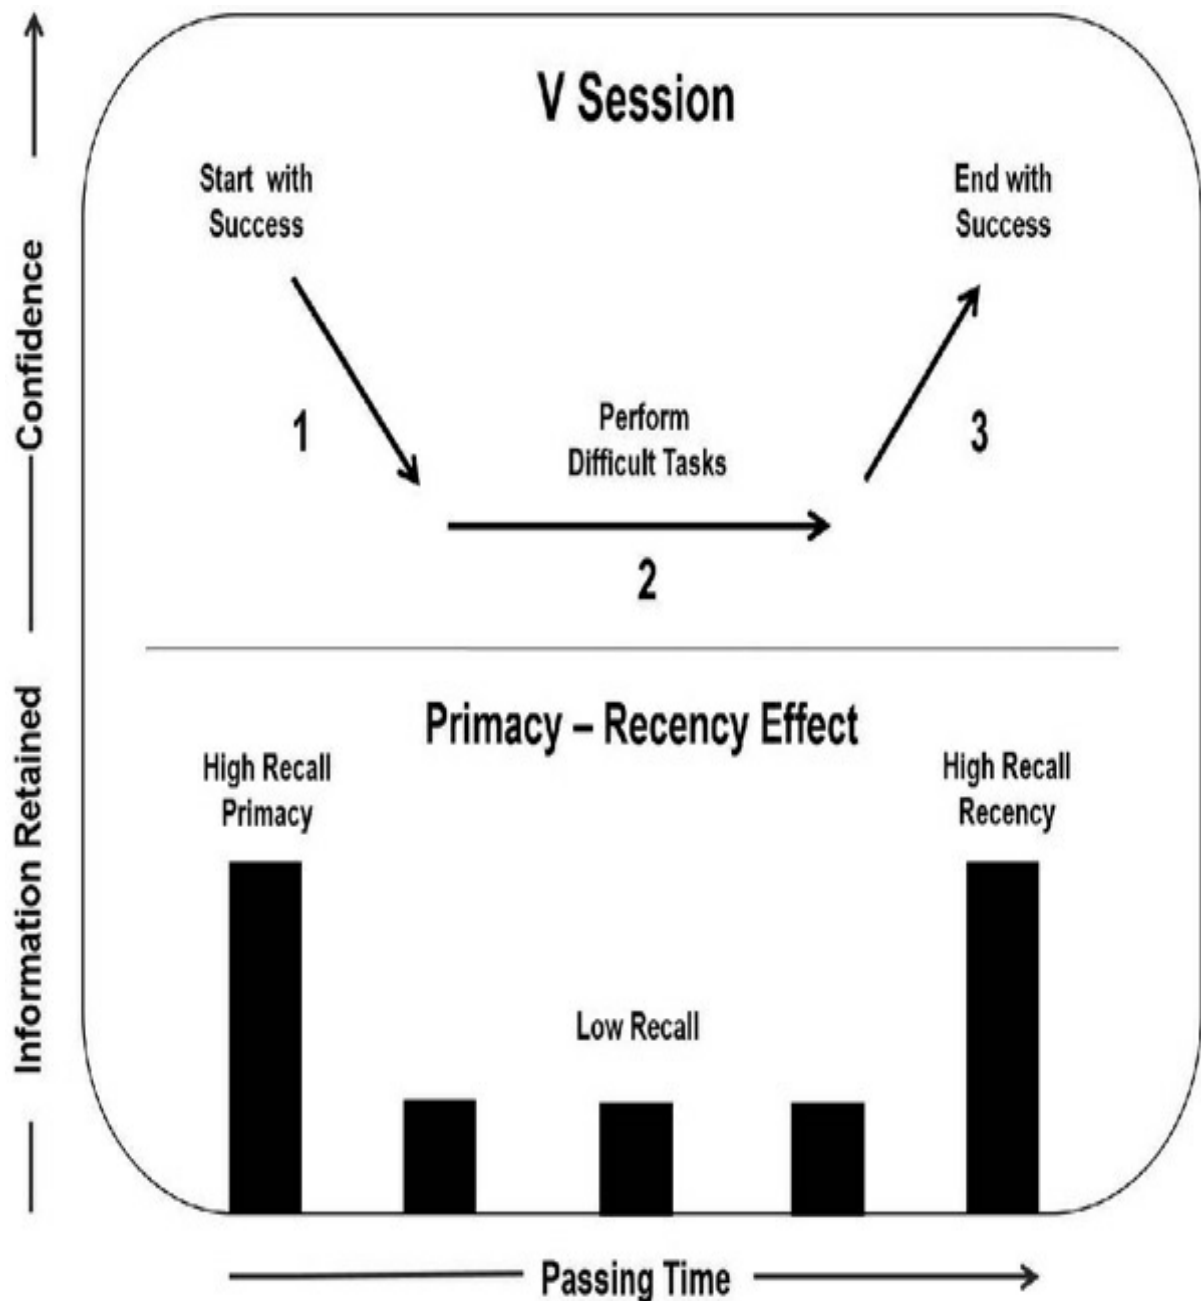 V Session
Start with
Success
End with
Success
Confidence
1
Perform
Difficult Tasks
3
2
Primacy – Recency Effect
Information Retained
High Recall
Primacy
High Recall
Recency
Low Recall
Passing Time